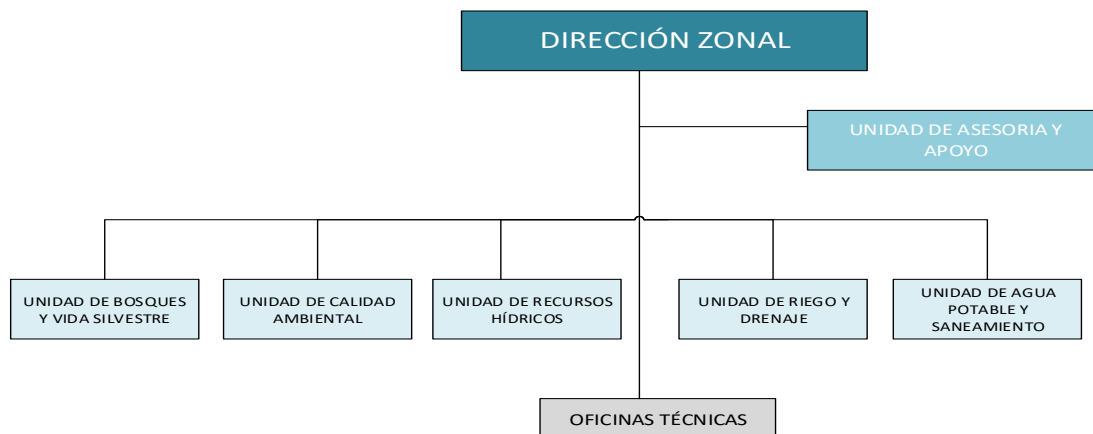 DIRECCIÓN ZONAL
UNIDAD DE ASESORIA Y
APOYO
UNIDAD DE BOSQUES
Y VIDA SILVESTRE
UNIDAD DE CALIDAD
AMBIENTAL
UNIDAD DE RECURSOS
HÍDRICOS
UNIDAD DE RIEGO Y
DRENAJE
UNIDAD DE AGUA
POTABLE Y
SANEAMIENTO
OFICINAS TÉCNICAS